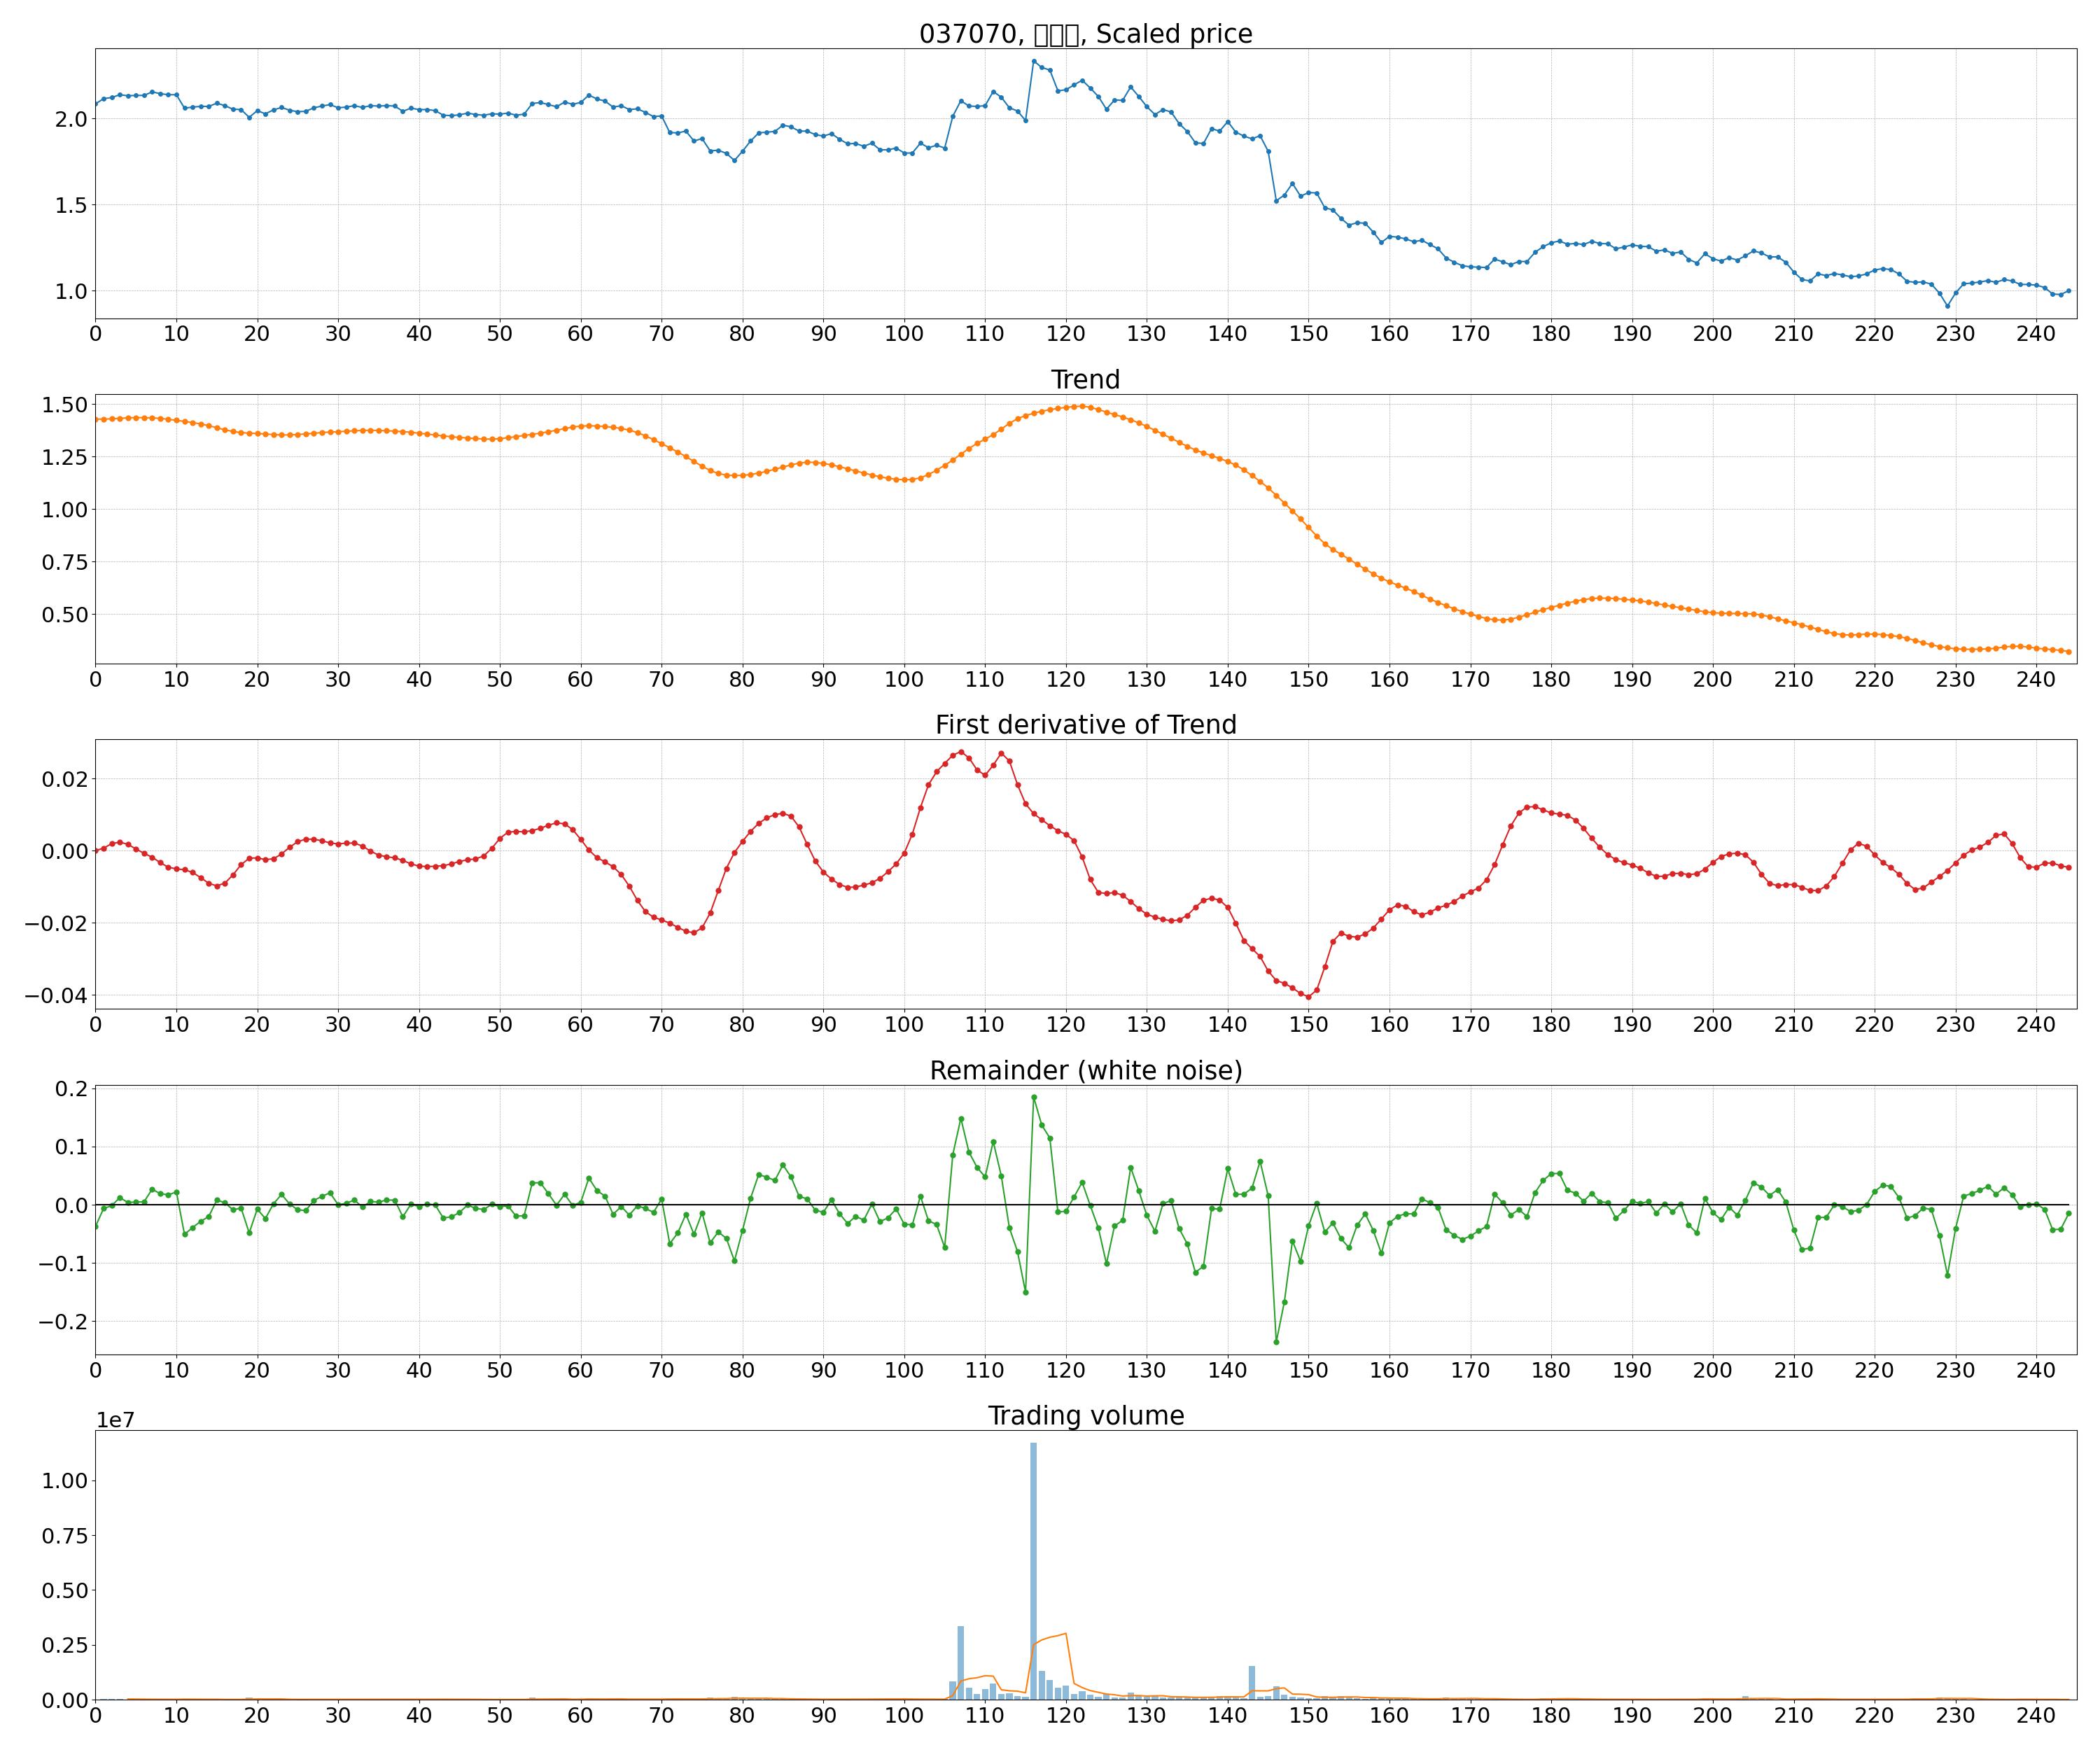 037070, □□□, Scaled price
2.0
1.5
1.0
0 10 20 30 40 50 60 70 80 90 100 110 120 130 140 150 160 170 180 190 200 210 220 230 240
Trend
1.50
1.25
1.00
0.75
0.50
0 10 20 30 40 50 60 70 80 90 100 110 120 130 140 150 160 170 180 190 200 210 220 230 240
First derivative of Trend
0.02
0.00
−0.02
−0.04
0 10 20 30 40 50 60 70 80 90 100 110 120 130 140 150 160 170 180 190 200 210 220 230 240
Remainder (white noise)
0.2
0.1
0.0
−0.1
−0.2
0 10 20 30 40 50 60 70 80 90 100 110 120 130 140 150 160 170 180 190 200 210 220 230 240
Trading volume
1e7
1.00
0.75
0.50
0.25
0.00
0 10 20 30 40 50 60 70 80 90 100 110 120 130 140 150 160 170 180 190 200 210 220 230 240